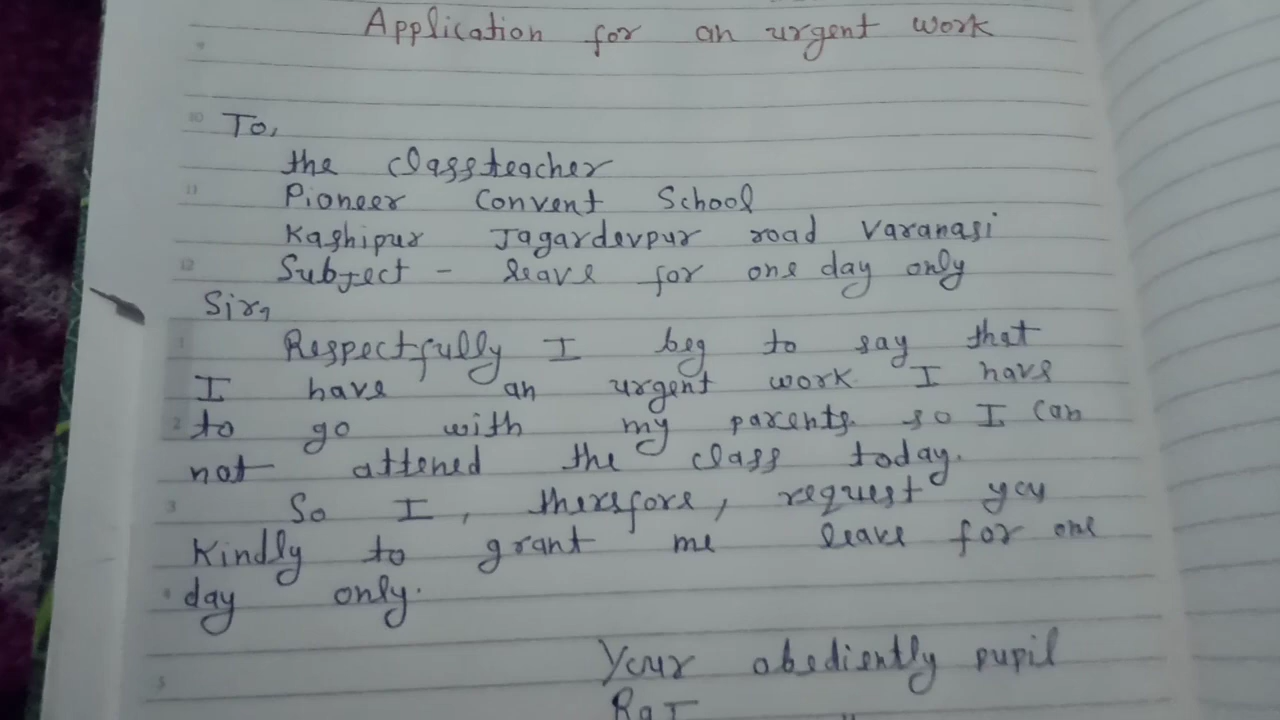 Application for an urgent work
To,
the classteacher
Pioneer Convent School
Kashipur Jagardevpur road Varanasi
Subject - leave for one day only
Sir,
Respectfully I beg to say that
I have an urgent work I have
to go with my parents. so I can
not attened the class today.
So I, therefore, request you
Kindly to grant me leave for one
day only.
Your obediently pupil